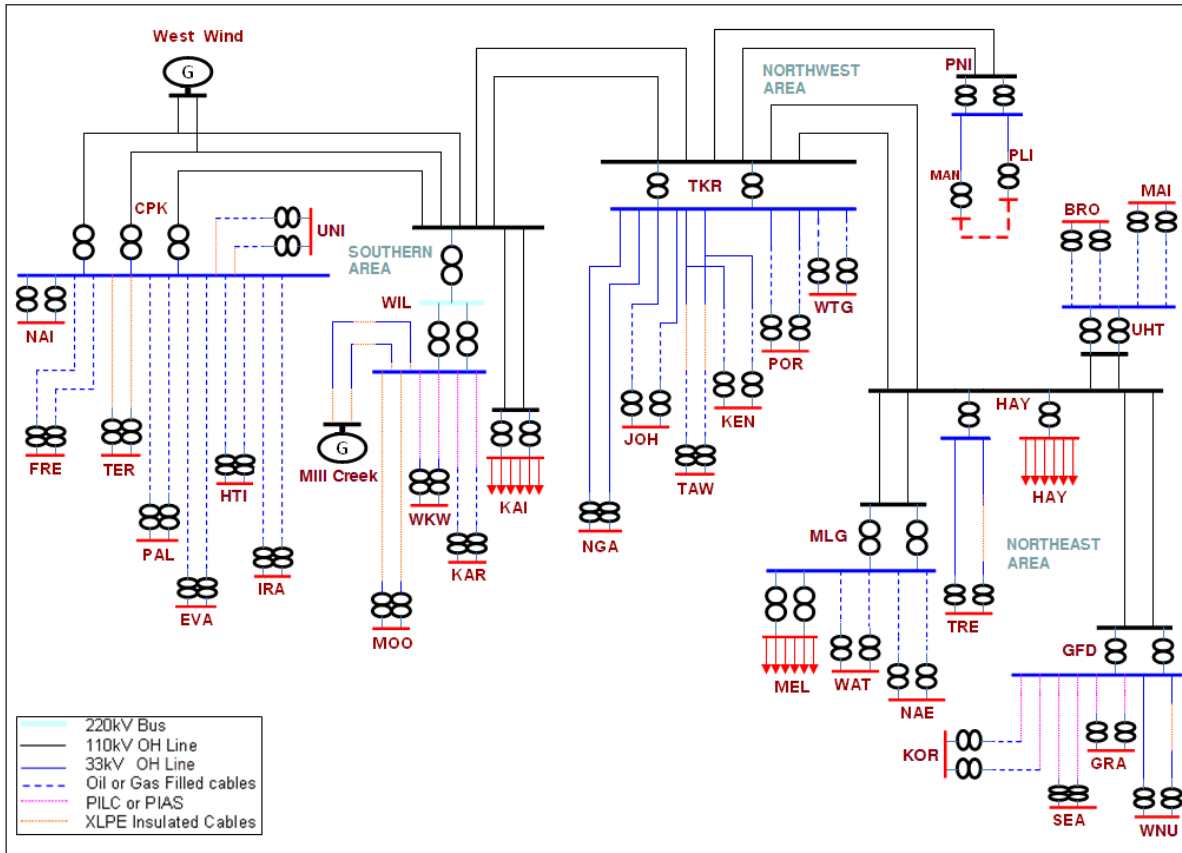 West Wind
G
NORTHWEST
AREA
PNI
MAN
PLI
BRO
MAI
CPK
UNI
SOUTHERN
AREA
TKR
WIL
NAI
WTG
UHT
POR
HAY
KEN
JOH
FRE
TER
HTI
G
Mill Creek
WKW
KAI
TAW
HAY
PAL
KAR
NGA
MLG
NORTHEAST
AREA
IRA
EVA
MOO
TRE
GFD
MEL
WAT
NAE
KOR
GRA
SEA
WNU
220kV Bus
110kV OH Line
33kV OH Line
Oil or Gas Filled cables
PILC or PIAS
XLPE Insulated Cables